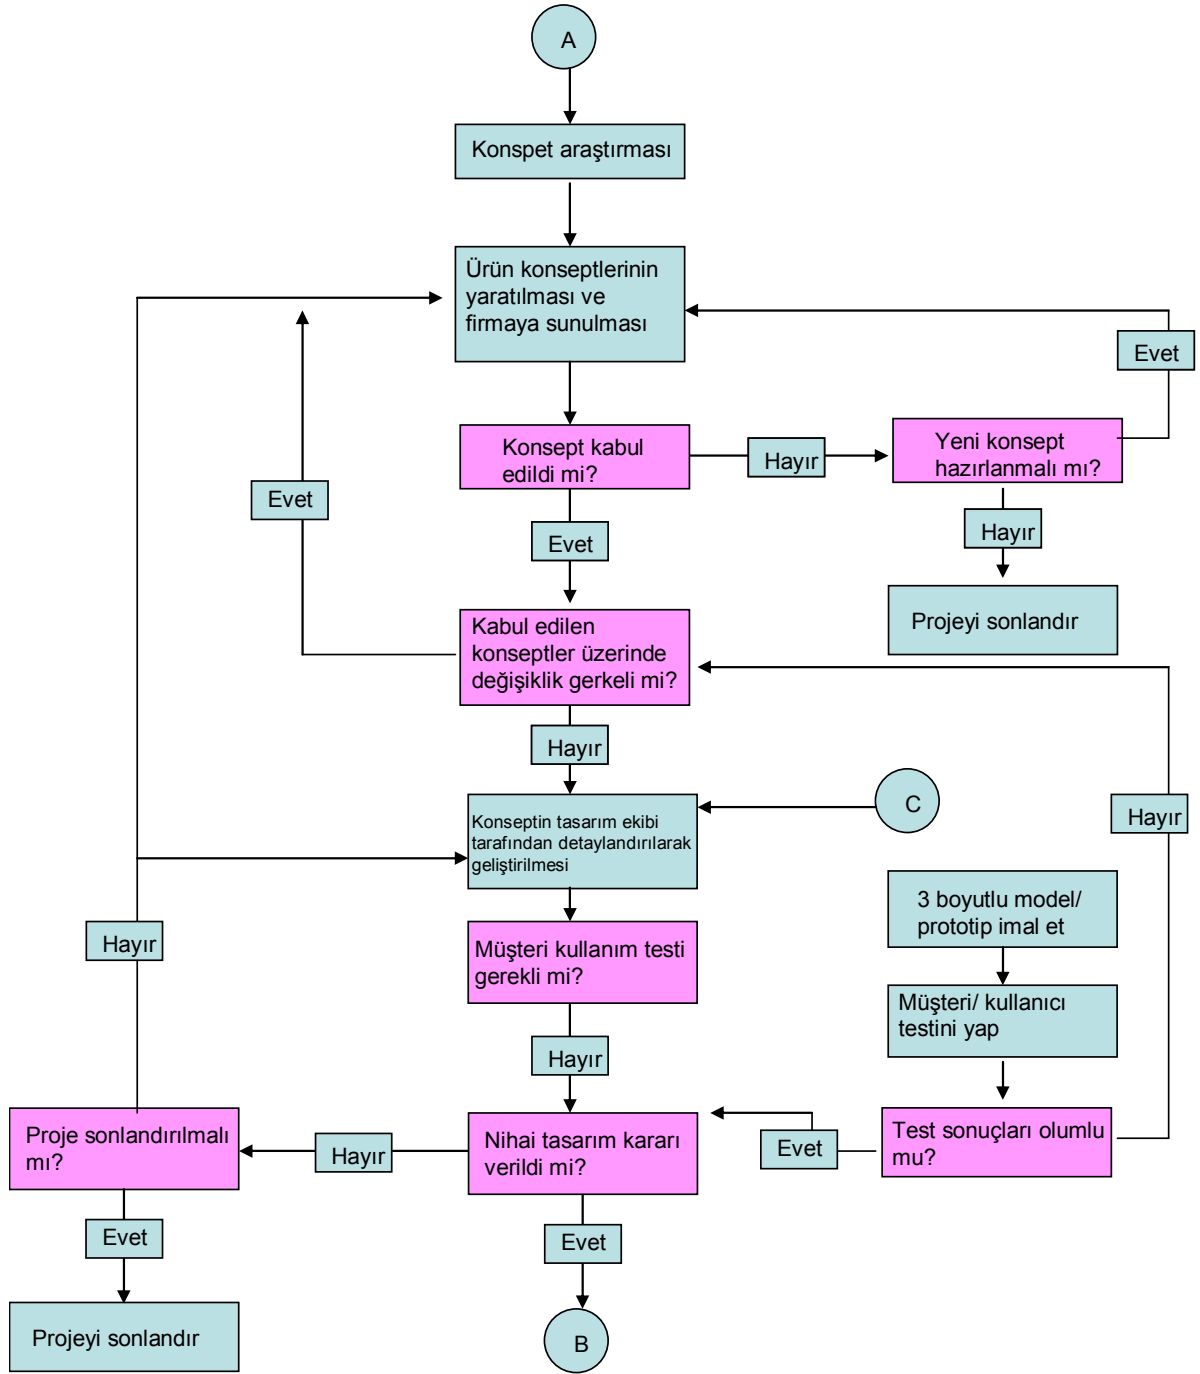 A
Konspet araştırması
Ürün konseptlerinin
yaratılması ve
firmaya sunulması
Evet
Konsept kabul
edildi mi?
Hayır
Yeni konsept
hazırlanmalı mı?
Evet
Evet
Hayır
Kabul edilen
konseptler üzerinde
değişiklik gerkeli mi?
Projeyi sonlandır
Hayır
Konseptin tasarım ekibi
tarafından detaylandırılarak
geliştirilmesi
C
Hayır
Hayır
Müşteri kullanım testi
gerekli mi?
3 boyutlu model/
prototip imal et
Müşteri/ kullanıcı
testini yap
Hayır
Proje sonlandırılmalı
mı?
Hayır
Nihai tasarım kararı
verildi mi?
Evet
Test sonuçları olumlu
mu?
Evet
Evet
Projeyi sonlandır
B